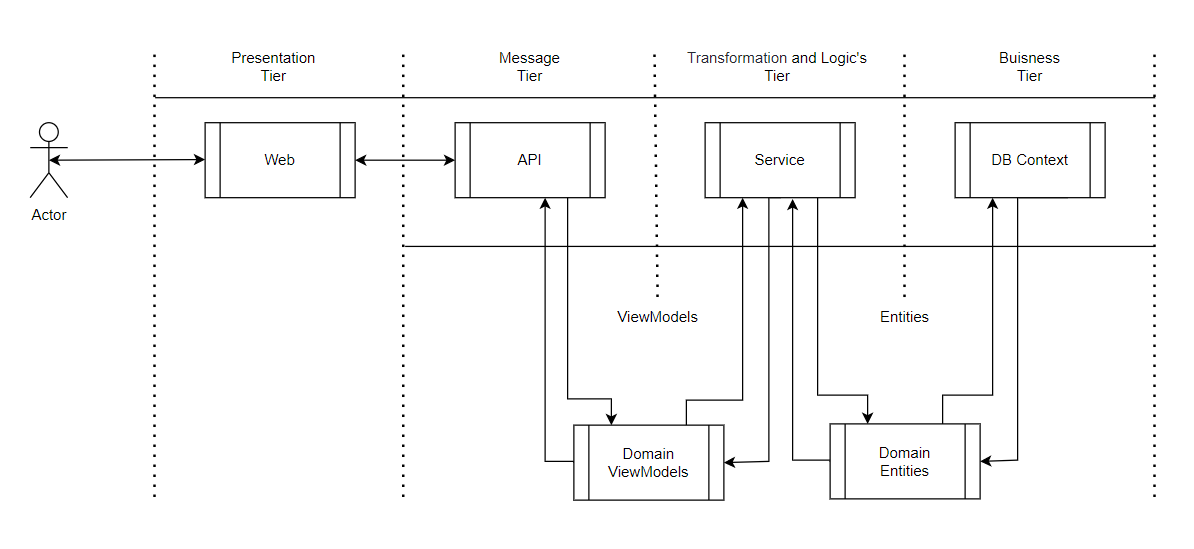 Presentation
Tier
Message
Tier
Transformation and Logic's
Tier
Buisness
Tier
Web
API
Service
DB Context
Actor
ViewModels
Entities
Domain
ViewModels
Domain
Entities